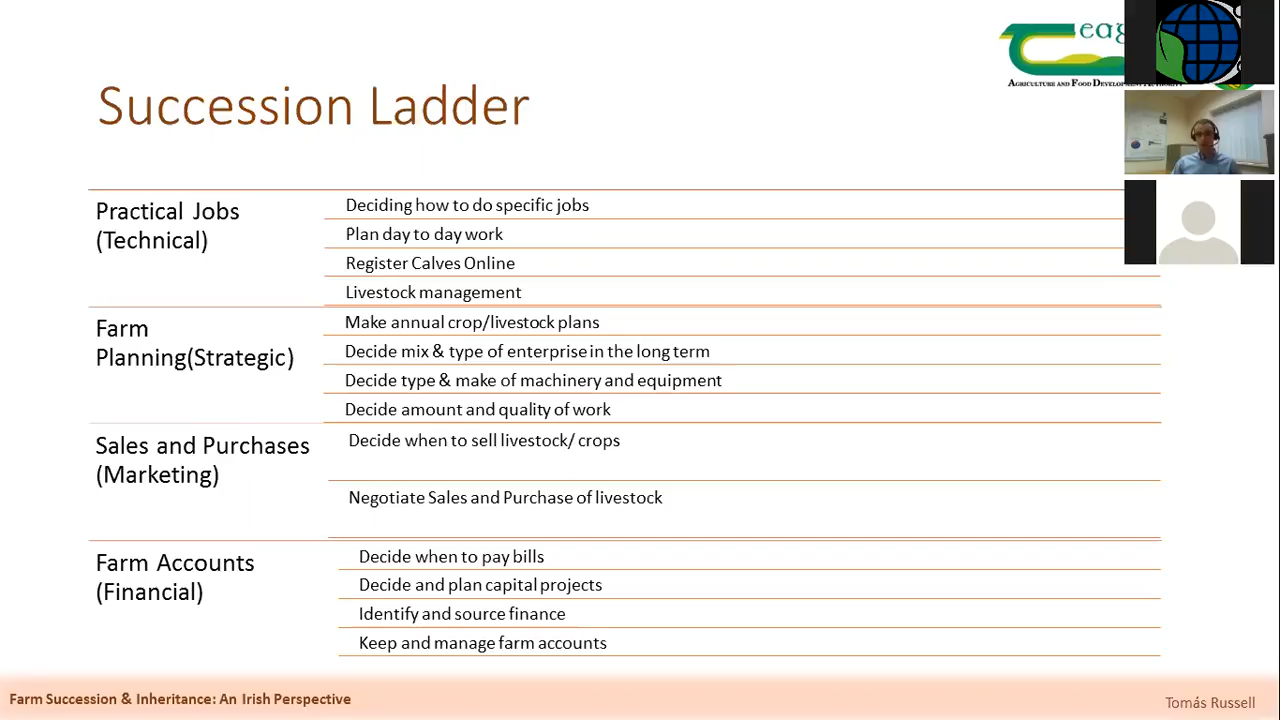 eag
AGRICULTURE AND FOOD DEVELOPMENT
Succession Ladder
Practical Jobs
(Technical)
Deciding how to do specific jobs
Plan day to day work
Register Calves Online
Livestock management
Farm
Planning(Strategic)
Make annual crop/livestock plans
Decide mix & type of enterprise in the long term
Decide type & make of machinery and equipment
Decide amount and quality of work
Sales and Purchases
(Marketing)
Decide when to sell livestock/ crops
Negotiate Sales and Purchase of livestock
Farm Accounts
(Financial)
Decide when to pay bills
Decide and plan capital projects
Identify and source finance
Keep and manage farm accounts
Farm Succession & Inheritance: An Irish Perspective
Tomás Russell